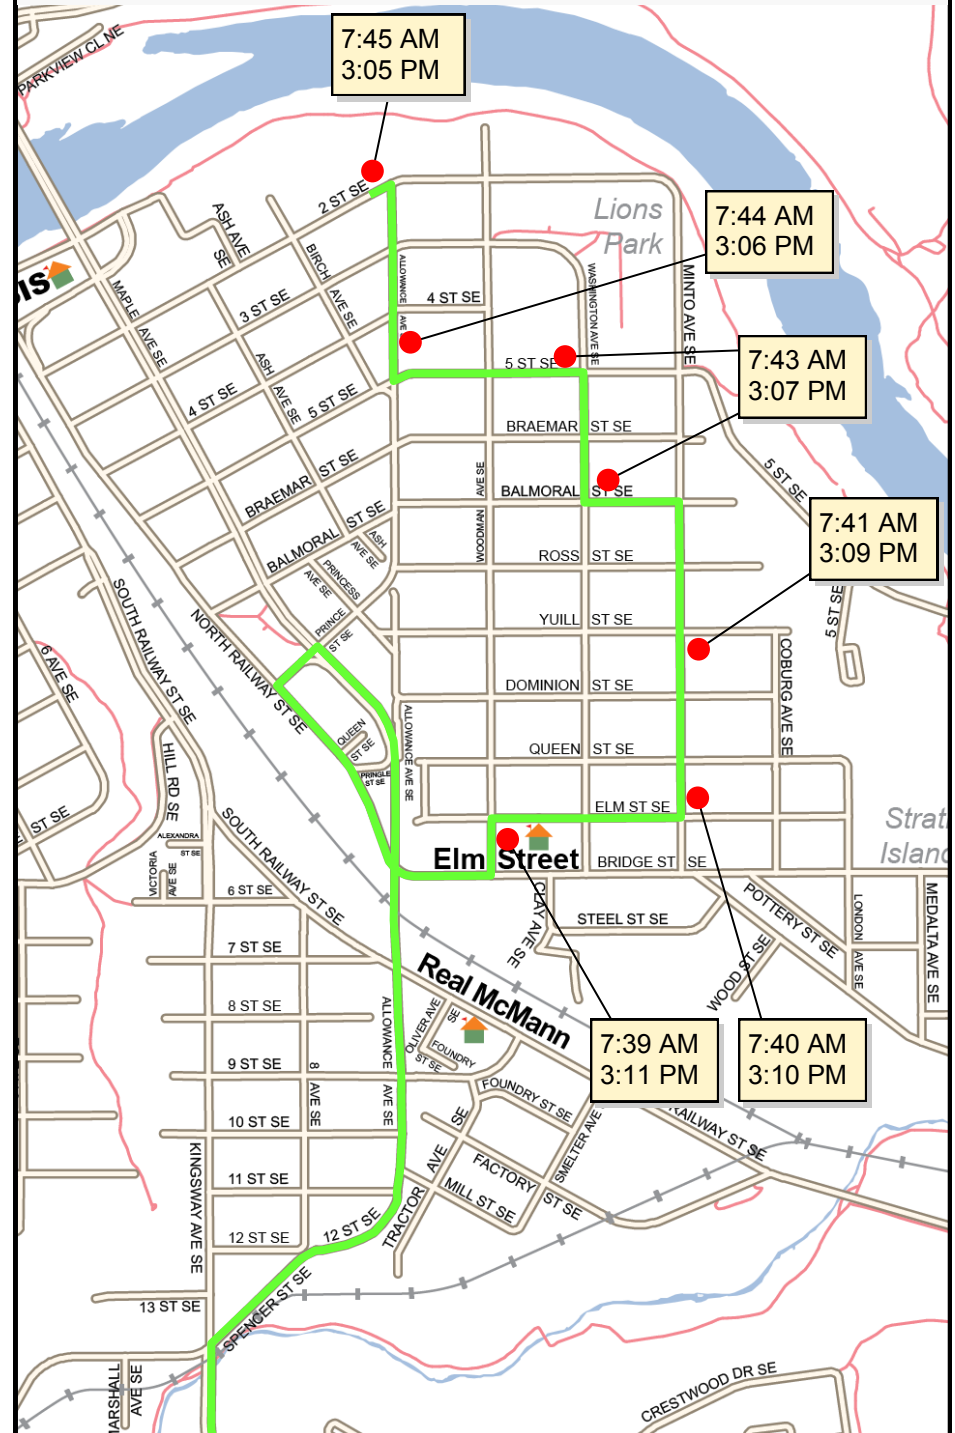 PARKVIEW CL NE
7:45 AM
3:05 PM
2 ST SE
ASH AVE
SE
Lions
Park
7:44 AM
3:06 PM
BIRCH
AVE SE
ALLOWANCE
AVE
WASHINGTON AVE SE
MINTO AVE SE
MAPLE
AVE SE
3 ST SE
4 ST SE
7:43 AM
3:07 PM
5 ST SE
ASH
AVE SE
4 ST SE
5 ST SE
BRAEMAR
ST SE
BRAEMAR
ST SE
5 ST SE
WOODMAN
AVE SE
BALMORAL
ST SE
7:41 AM
3:09 PM
BALMORAL
ST SE
ASH
AVE SE
ROSS
ST SE
PRINCESS
AVE SE
SOUTH RAILWAY ST SE
NORTH RAILWAY ST SE
PRINCE
ST SE
YUILL
ST SE
5 ST SE
COBURG AVE SE
6 AVE SE
DOMINION
ST SE
QUEEN
ST SE
ALLOWANCE AVE SE
QUEEN
ST SE
PRINGLE
ST SE
HILL RD SE
ELM ST SE
ST SE
SOUTH RAILWAY ST SE
ALEXANDRA
ST SE
Elm Street
BRIDGE ST
SE
VICTORIA
AVE SE
6 ST SE
CLAY AVE SE
STEEL ST SE
POTTERY ST SE
LONDON
AVE SE
MEDALTA AVE SE
7 ST SE
Real McMann
WOOD ST SE
8 ST SE
ALLOWANCE
AVE SE
OLIVER AVE
SE
FOUNDRY
ST SE
7:39 AM
3:11 PM
7:40 AM
3:10 PM
9 ST SE
8
AVE SE
FOUNDRY ST SE
RAILWAY ST SE
10 ST SE
KINGSWAY AVE SE
TRACTOR
AVE
SE
FACTORY
ST SE
SMELTER AVE
11 ST SE
MILL ST SE
12 ST SE
12 ST SE
13 ST SE
SPENCER ST SE
AVE SE
CRESTWOOD DR SE